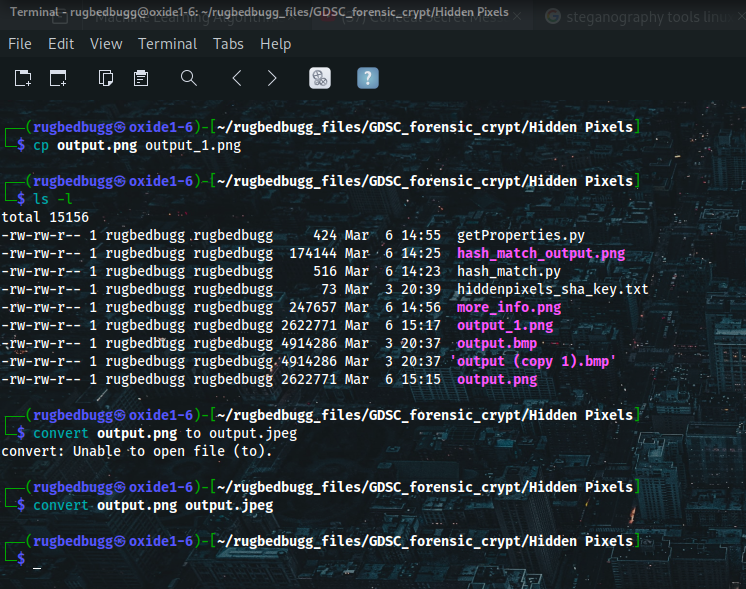 Terminal - rugbedbugg@oxide1-6: ~/rugbedbugg_files/GDSC_forensic_crypt/Hidden Pixels
steganography tools linu
File Edit View Terminal Tabs Help
┌──(rugbedbugg㉿oxide1-6)-[~/rugbedbugg_files/GDSC_forensic_crypt/Hidden Pixels]
└─$ cp output.png output_1.png
┌──(rugbedbugg㉿oxide1-6)-[~/rugbedbugg_files/GDSC_forensic_crypt/Hidden Pixels]
└─$ ls -l
total 15156
-rw-rw-r-- 1 rugbedbugg rugbedbugg 424 Mar 6 14:55 getProperties.py
-rw-rw-r-- 1 rugbedbugg rugbedbugg 174144 Mar 6 14:25 hash_match_output.png
-rw-rw-r-- 1 rugbedbugg rugbedbugg 516 Mar 6 14:23 hash_match.py
-rw-rw-r-- 1 rugbedbugg rugbedbugg 73 Mar 3 20:39 hiddenpixels_sha_key.txt
-rw-rw-r-- 1 rugbedbugg rugbedbugg 247657 Mar 6 14:56 more_info.png
-rw-rw-r-- 1 rugbedbugg rugbedbugg 2622771 Mar 6 15:17 output_1.png
-rw-rw-r-- 1 rugbedbugg rugbedbugg 4914286 Mar 3 20:37 output.bmp
-rw-rw-r-- 1 rugbedbugg rugbedbugg 4914286 Mar 3 20:37 'output (copy 1).bmp'
-rw-rw-r-- 1 rugbedbugg rugbedbugg 2622771 Mar 6 15:15 output.png
┌──(rugbedbugg㉿oxide1-6)-[~/rugbedbugg_files/GDSC_forensic_crypt/Hidden Pixels]
└─$ convert output.png to output.jpeg
convert: Unable to open file (to).
┌──(rugbedbugg㉿oxide1-6)-[~/rugbedbugg_files/GDSC_forensic_crypt/Hidden Pixels]
└─$ convert output.png output.jpeg
┌──(rugbedbugg㉿oxide1-6)-[~/rugbedbugg_files/GDSC_forensic_crypt/Hidden Pixels]
└─$ _